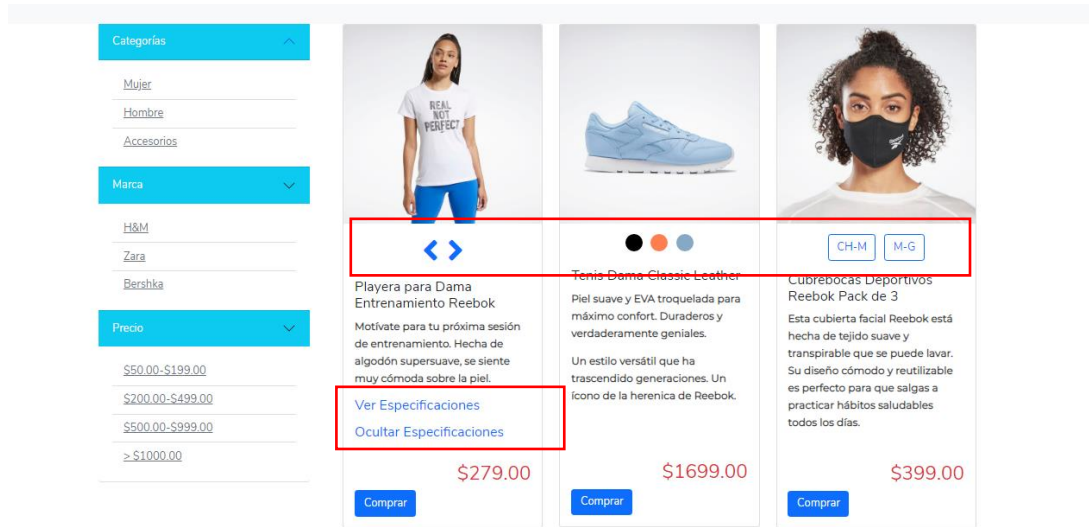 Categorías
Mujer
Hombre
Accesorios
Marca
H&M
Zara
Bershka
Precio
$50.00-$199.00
$200.00-$499.00
$500.00-$999.00
> $1000.00
REAL
NOT
PERFECT
Playera para Dama
Entrenamiento Reebok
Motívate para tu próxima sesión
de entrenamiento. Hecha de
algodón supersuave, se siente
muy cómoda sobre la piel.
Ver Especificaciones
Ocultar Especificaciones
$279.00
Comprar
Tenis Dama Classic Leather
Piel suave y EVA troquelada para
máximo confort. Duraderos y
verdaderamente geniales.
Un estilo versátil que ha
trascendido generaciones. Un
ícono de la herenica de Reebok.
$1699.00
Comprar
CH-M
M-G
Cubrebocas Deportivos
Reebok Pack de 3
Esta cubierta facial Reebok está
hecha de tejido suave y
transpirable que se puede lavar.
Su diseño cómodo y reutilizable
es perfecto para que salgas a
practicar hábitos saludables
todos los días.
$399.00
Comprar